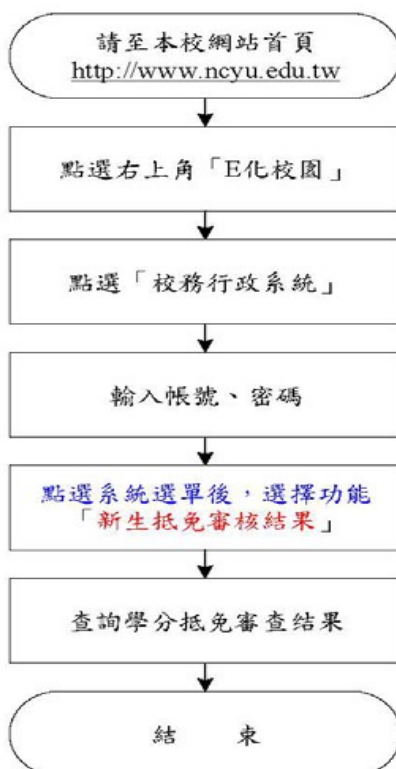 請至本校網站首頁
http://www.ncyu.edu.tw
點選右上角「E化校園」
點選「校務行政系統」
輸入帳號、密碼
點選系統選單後，選擇功能
「新生抵免審核結果」
查詢學分抵免審查結果
結　　束